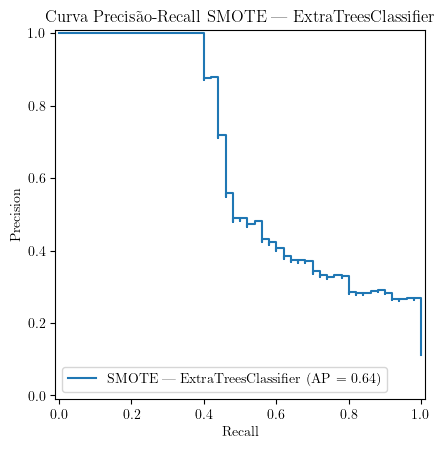 Curva Precisão-Recall SMOTE — ExtraTreesClassifier
1.0
0.8
0.6
0.4
0.2
0.0
Precision
0.0 0.2 0.4 0.6 0.8 1.0
Recall
SMOTE — ExtraTreesClassifier (AP = 0.64)